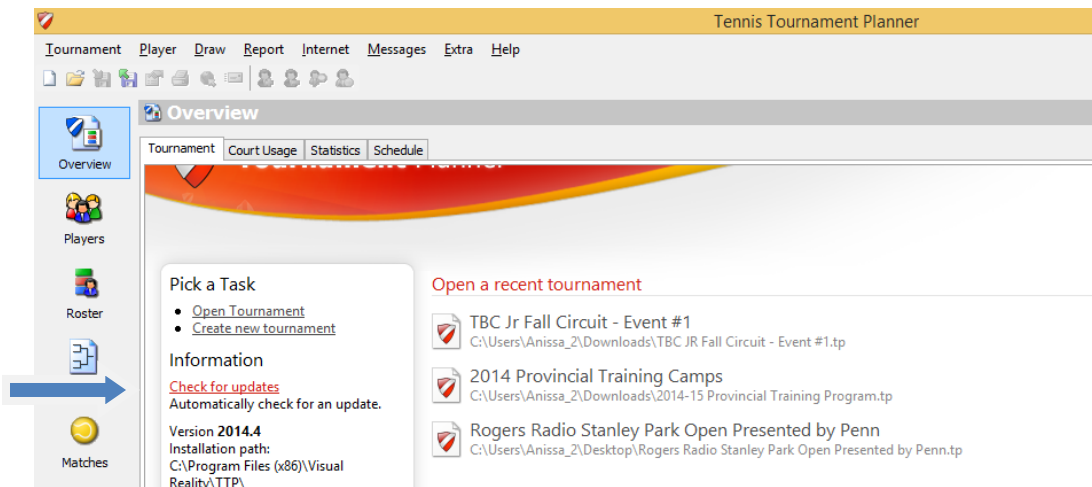 Tennis Tournament Planner
Tournament Player Draw Report Internet Messages Extra Help
Overview
Overview
Tournament Court Usage Statistics Schedule
Players
Roster
Matches
Pick a Task
Open Tournament
Create new tournament
Information
Check for updates
Automatically check for an update.
Version 2014.4
Installation path:
C:\Program Files (x86)\Visual
Reality\TTP\
Open a recent tournament
TBC Jr Fall Circuit - Event #1
C:\Users\Anissa_2\Downloads\TBC JR Fall Circuit - Event #1.tp
2014 Provincial Training Camps
C:\Users\Anissa_2\Downloads\2014-15 Provincial Training Program.tp
Rogers Radio Stanley Park Open Presented by Penn
C:\Users\Anissa_2\Desktop\Rogers Radio Stanley Park Open Presented by Penn.tp